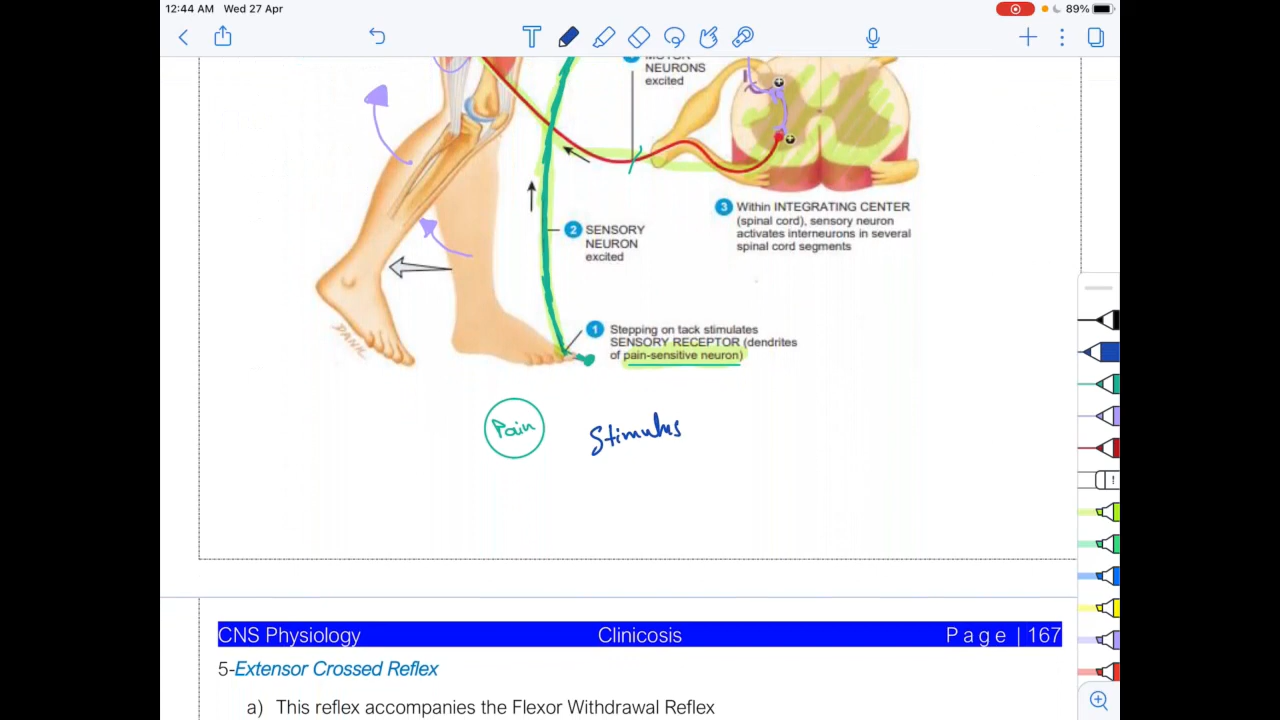 12:44 AM Wed 27 Apr
89%
T
MOTOR
NEURONS
excited
3 Within INTEGRATING CENTER
(spinal cord), sensory neuron
activates interneurons in several
spinal cord segments
2 SENSORY
NEURON
excited
1 Stepping on tack stimulates
SENSORY RECEPTOR (dendrites
of pain-sensitive neuron)
DANK
Pain
Stimulus
CNS Physiology Clinicosis Page | 167
5-Extensor Crossed Reflex
a) This reflex accompanies the Flexor Withdrawal Reflex